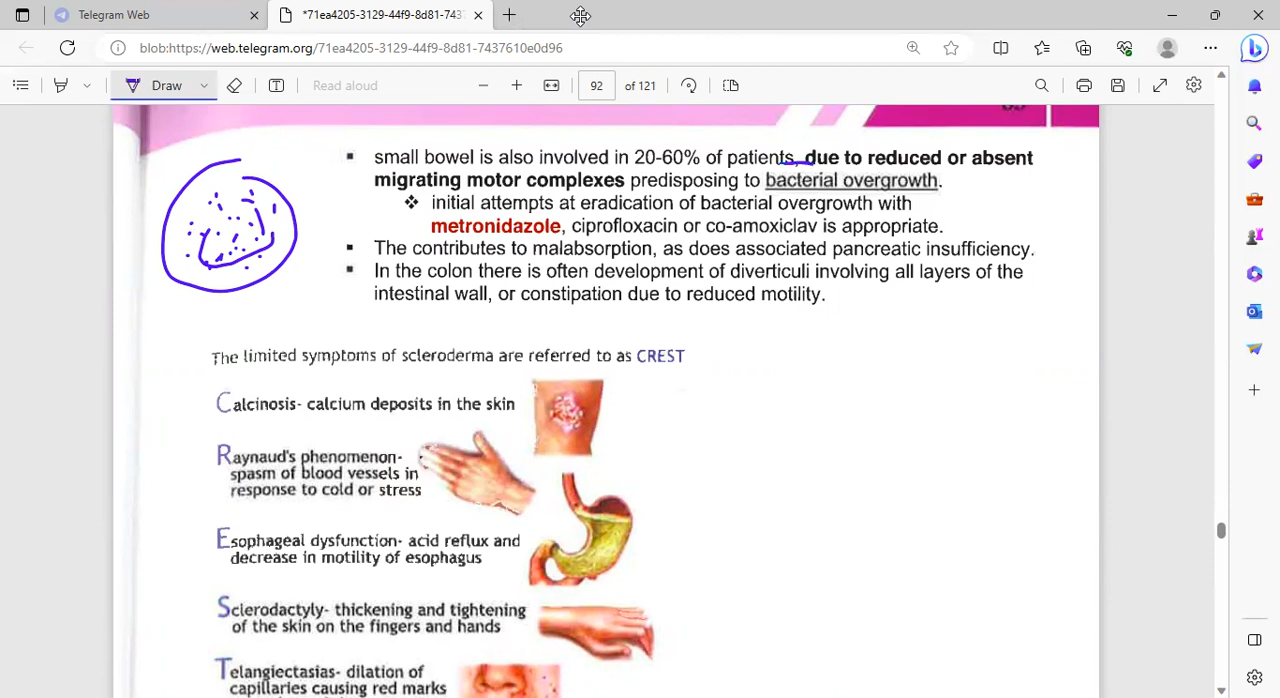 Telegram Web
*71ea4205-3129-44f9-8d81-7437
blob:https://web.telegram.org/71ea4205-3129-44f9-8d81-7437610e0d96
Draw
Read aloud
92 of 121
▪ small bowel is also involved in 20-60% of patients, due to reduced or absent
migrating motor complexes predisposing to bacterial overgrowth.
❖ initial attempts at eradication of bacterial overgrowth with
metronidazole, ciprofloxacin or co-amoxiclav is appropriate.
▪ The contributes to malabsorption, as does associated pancreatic insufficiency.
▪ In the colon there is often development of diverticuli involving all layers of the
intestinal wall, or constipation due to reduced motility.
The limited symptoms of scleroderma are referred to as CREST
Calcinosis- calcium deposits in the skin
Raynaud's phenomenon-
spasm of blood vessels in
response to cold or stress
Esophageal dysfunction- acid reflux and
decrease in motility of esophagus
Sclerodactyly- thickening and tightening
of the skin on the fingers and hands
Telangiectasias- dilation of
capillaries causing red marks